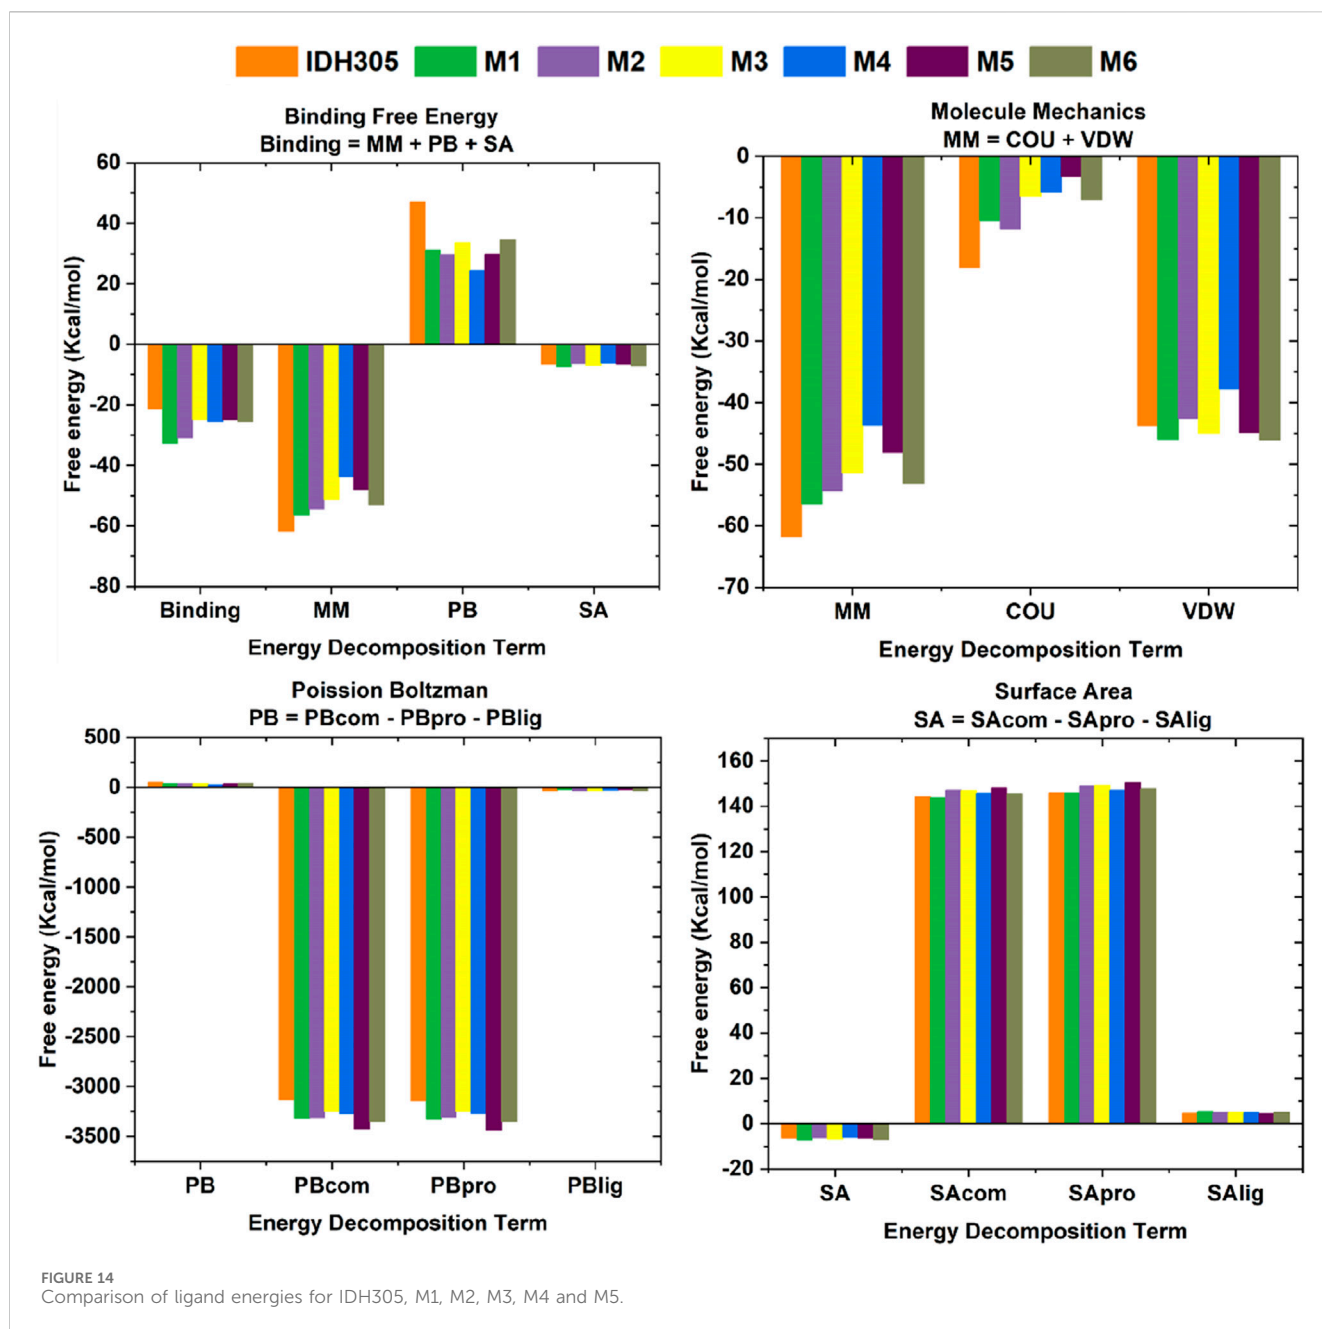 IDH305 M1 M2 M3 M4 M5 M6
Binding Free Energy
Binding = MM + PB + SA
60
40
20
0
-20
-40
-60
-80
Free energy (Kcal/mol)
Binding MM PB SA
Energy Decomposition Term
Molecule Mechanics
MM = COU + VDW
0
-10
-20
-30
-40
-50
-60
-70
Free energy (Kcal/mol)
MM COU VDW
Energy Decomposition Term
Poission Boltzman
PB = PBcom - PBpro - PBlig
500
0
-500
-1000
-1500
-2000
-2500
-3000
-3500
Free energy (Kcal/mol)
PB PBcom PBpro PBlig
Energy Decomposition Term
Surface Area
SA = SAcom - SApro - SAlig
160
140
120
100
80
60
40
20
0
-20
Free energy (Kcal/mol)
SA SAcom SApro SAlig
Energy Decomposition Term
FIGURE 14
Comparison of ligand energies for IDH305, M1, M2, M3, M4 and M5.